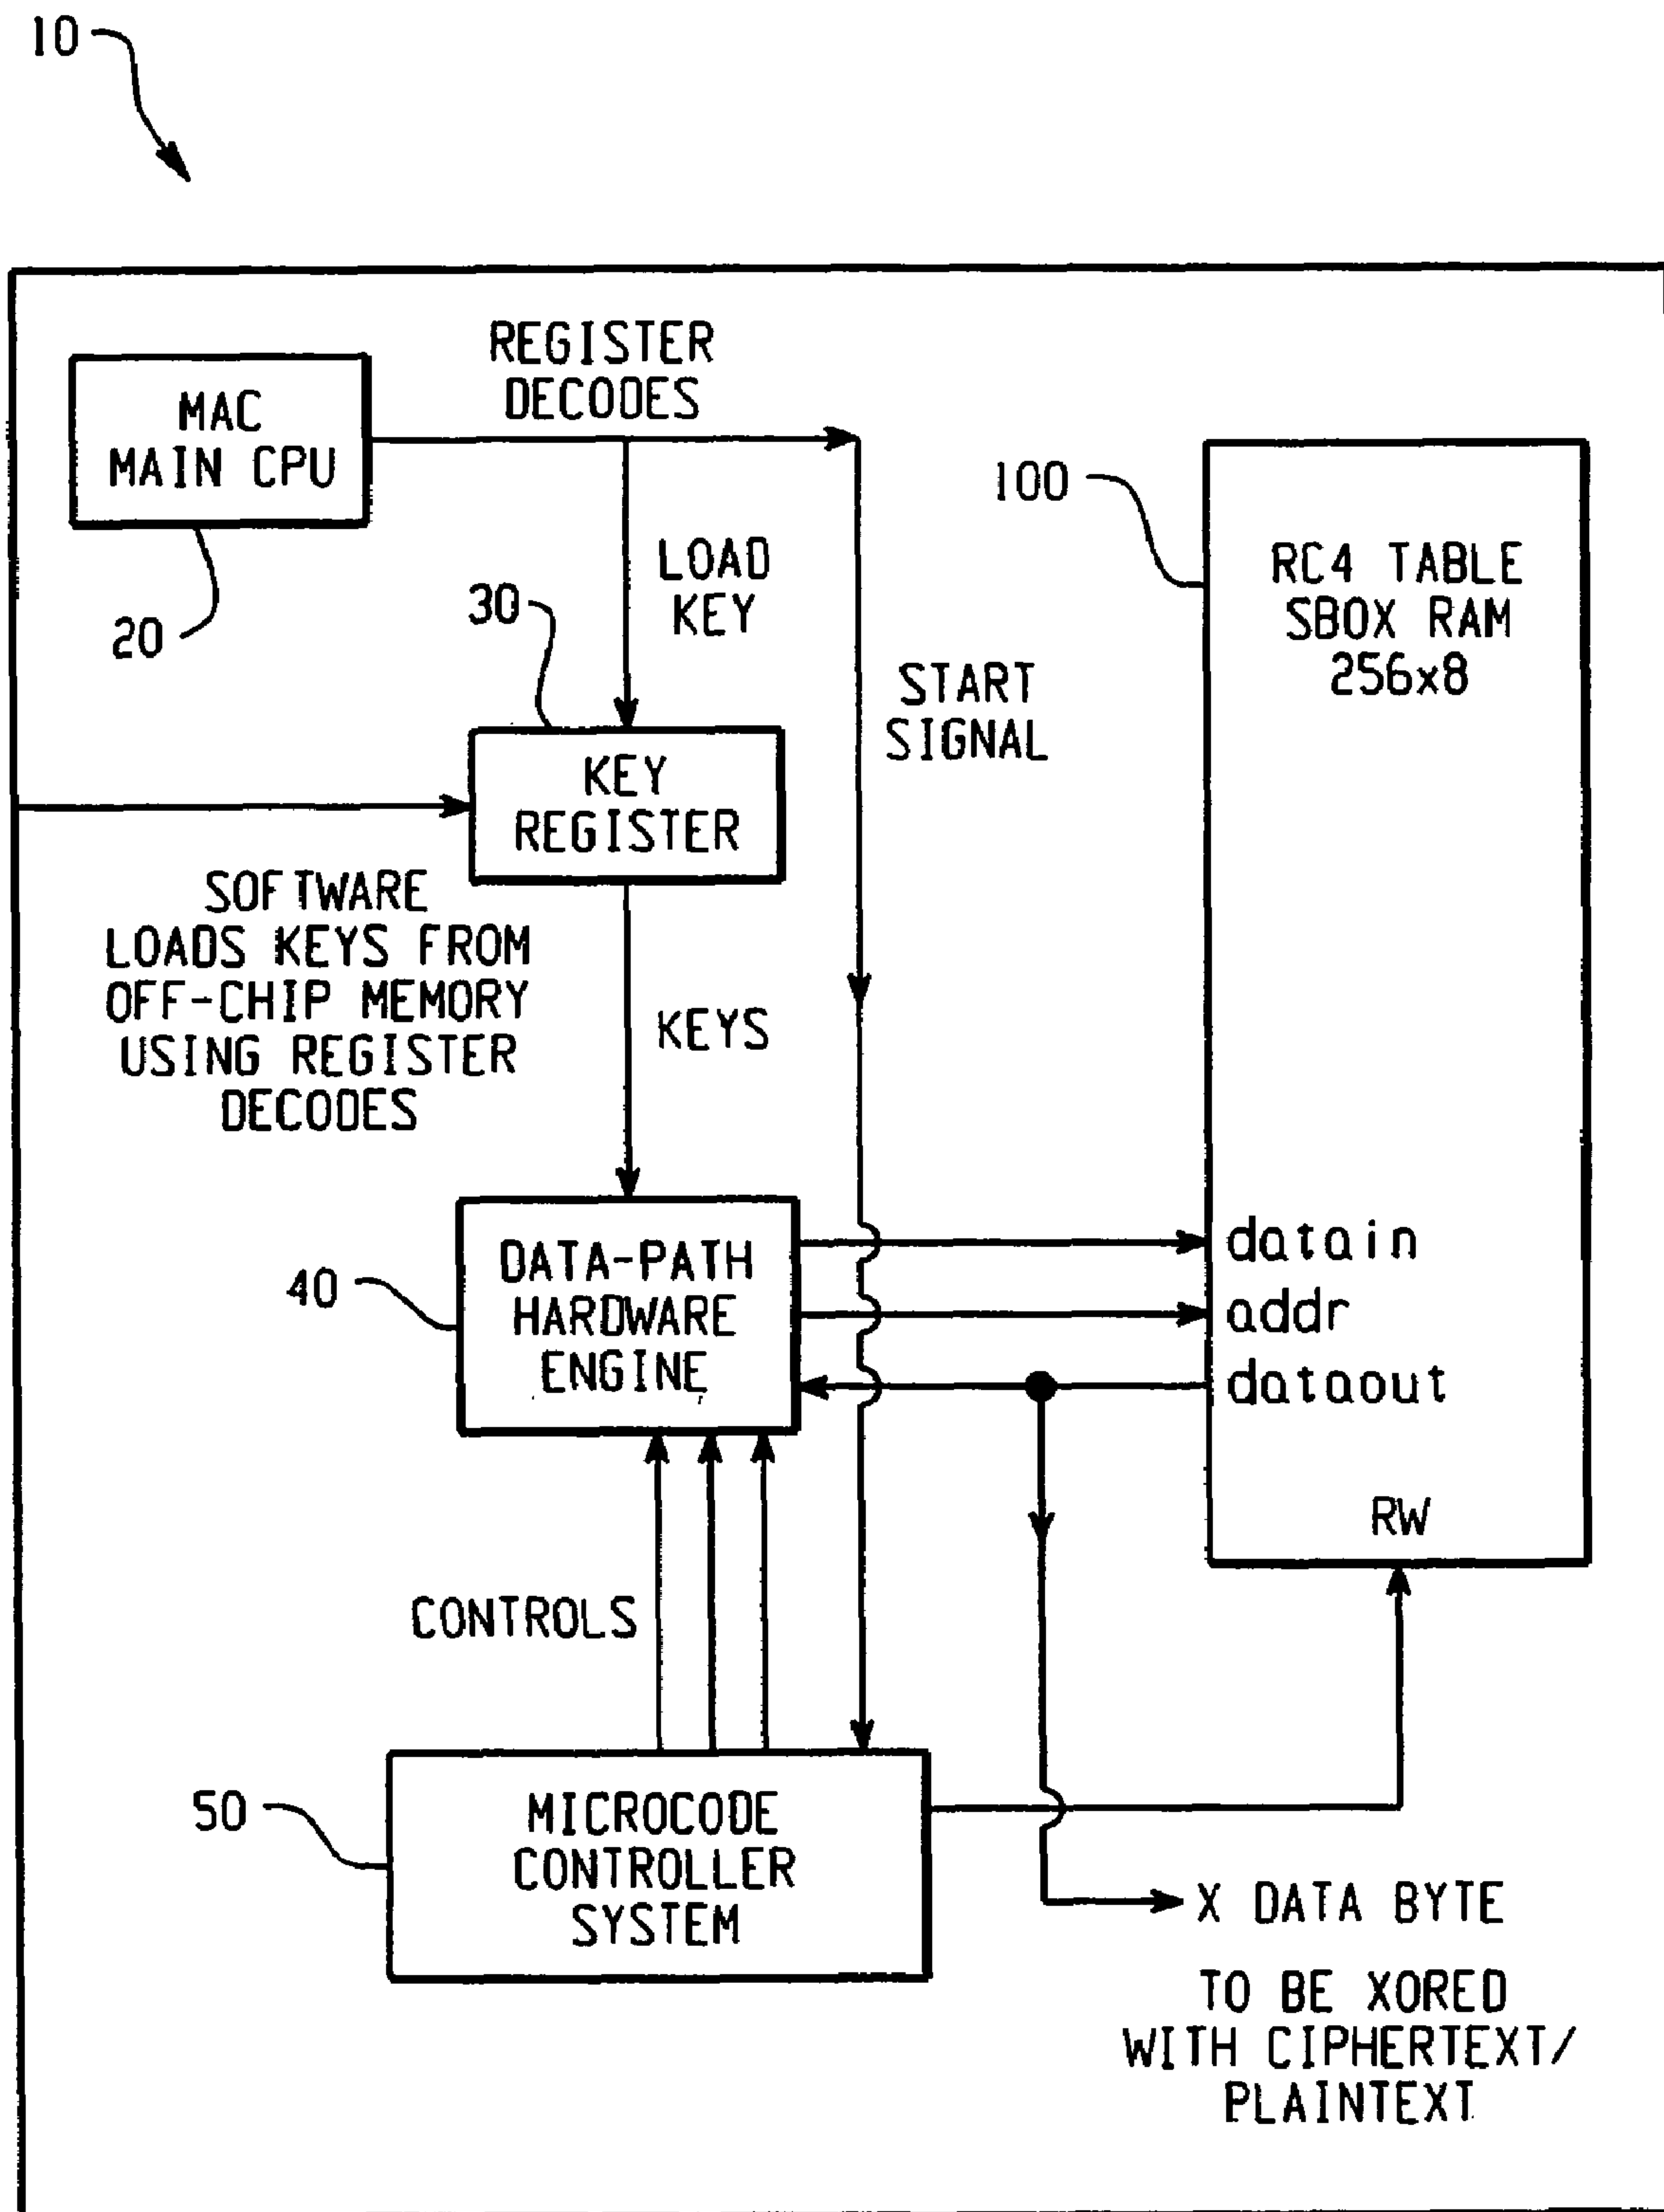 10
REGISTER
DECODES
MAC
MAIN CPU
20
30
LOAD
KEY
100
RC4 TABLE
SBOX RAM
256x8
START
SIGNAL
KEY
REGISTER
SOFTWARE
LOADS KEYS FROM
OFF-CHIP MEMORY
USING REGISTER
DECODES
KEYS
40
DATA-PATH
HARDWARE
ENGINE
datain
addr
dataout
RW
CONTROLS
50
MICROCODE
CONTROLLER
SYSTEM
X DATA BYTE
TO BE XORED
WITH CIPHERTEXT/
PLAINTEXT